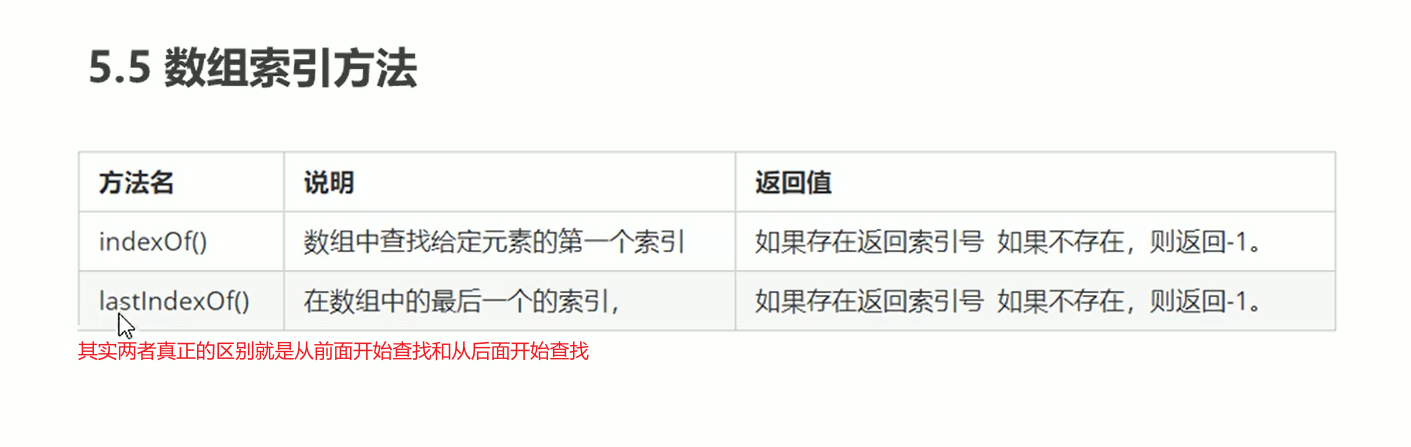 5.5 数组索引方法
方法名 说明 返回值
indexOf() 数组中查找给定元素的第一个索引 如果存在返回索引号 如果不存在，则返回-1。
lastIndexOf() 在数组中的最后一个的索引， 如果存在返回索引号 如果不存在，则返回-1。
其实两者真正的区别就是从前面开始查找和从后面开始查找